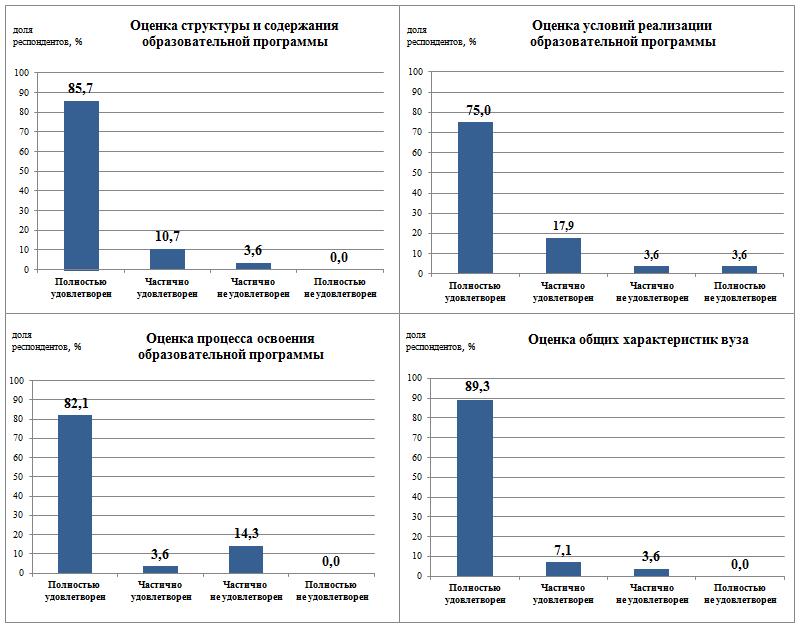 доля
респондентов, %
Оценка структуры и содержания
образовательной программы
100
90
80
70
60
50
40
30
20
10
0
85,7
10,7
3,6
0,0
Полностью
удовлетворен
Частично
удовлетворен
Частично
не удовлетворен
Полностью
не удовлетворен
доля
респондентов, %
Оценка условий реализации
образовательной программы
100
90
80
70
60
50
40
30
20
10
0
75,0
17,9
3,6
3,6
Полностью
удовлетворен
Частично
удовлетворен
Частично
не удовлетворен
Полностью
не удовлетворен
доля
респондентов, %
Оценка процесса освоения
образовательной программы
100
90
80
70
60
50
40
30
20
10
0
82,1
3,6
14,3
0,0
Полностью
удовлетворен
Частично
удовлетворен
Частично
не удовлетворен
Полностью
не удовлетворен
доля
респондентов, %
Оценка общих характеристик вуза
100
90
80
70
60
50
40
30
20
10
0
89,3
7,1
3,6
0,0
Полностью
удовлетворен
Частично
удовлетворен
Частично
не удовлетворен
Полностью
не удовлетворен